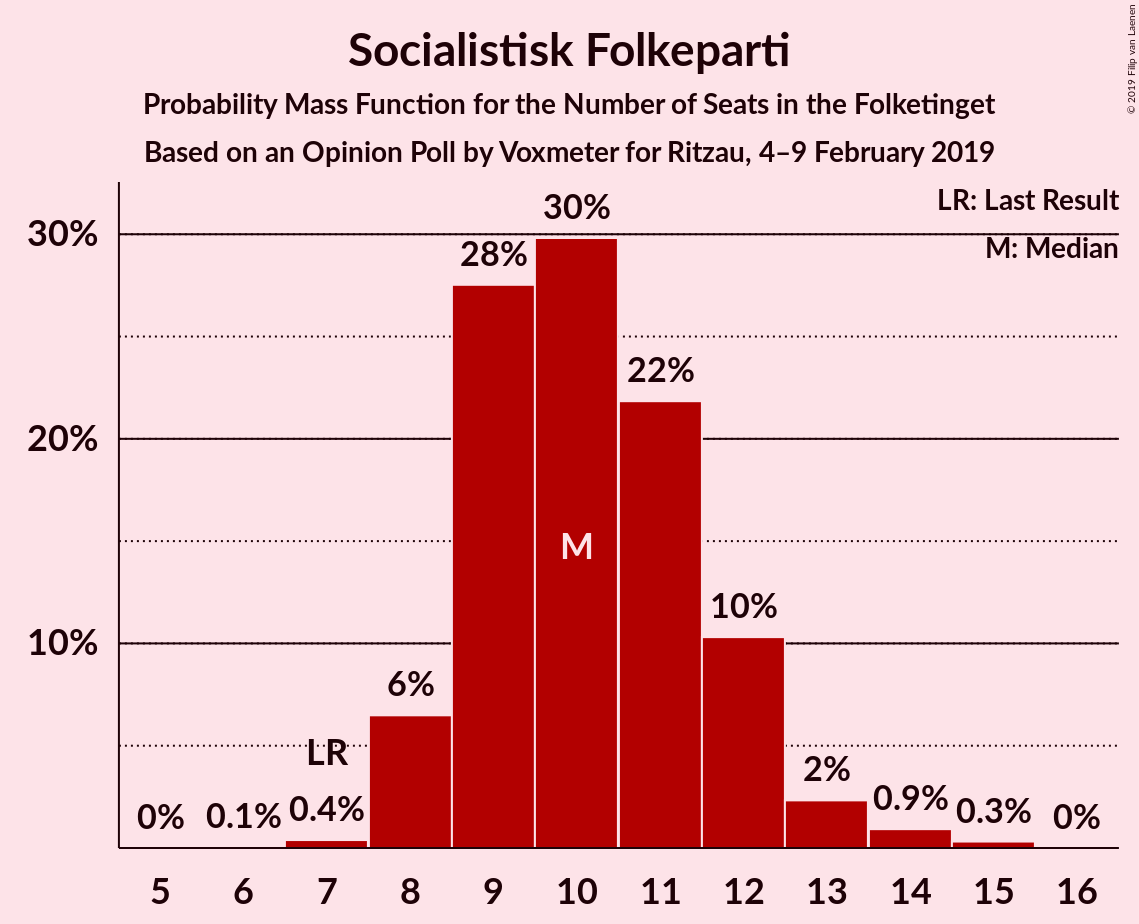 Socialistisk Folkeparti
Probability Mass Function for the Number of Seats in the Folketinget
Based on an Opinion Poll by Voxmeter for Ritzau, 4–9 February 2019
© 2019 Filip van Laenen
LR: Last Result
M: Median
30%
20%
10%
0%
0.1%
LR
0.4%
6%
28%
30%
M
22%
10%
2%
0.9%
0.3%
0%
5 6 7 8 9 10 11 12 13 14 15 16